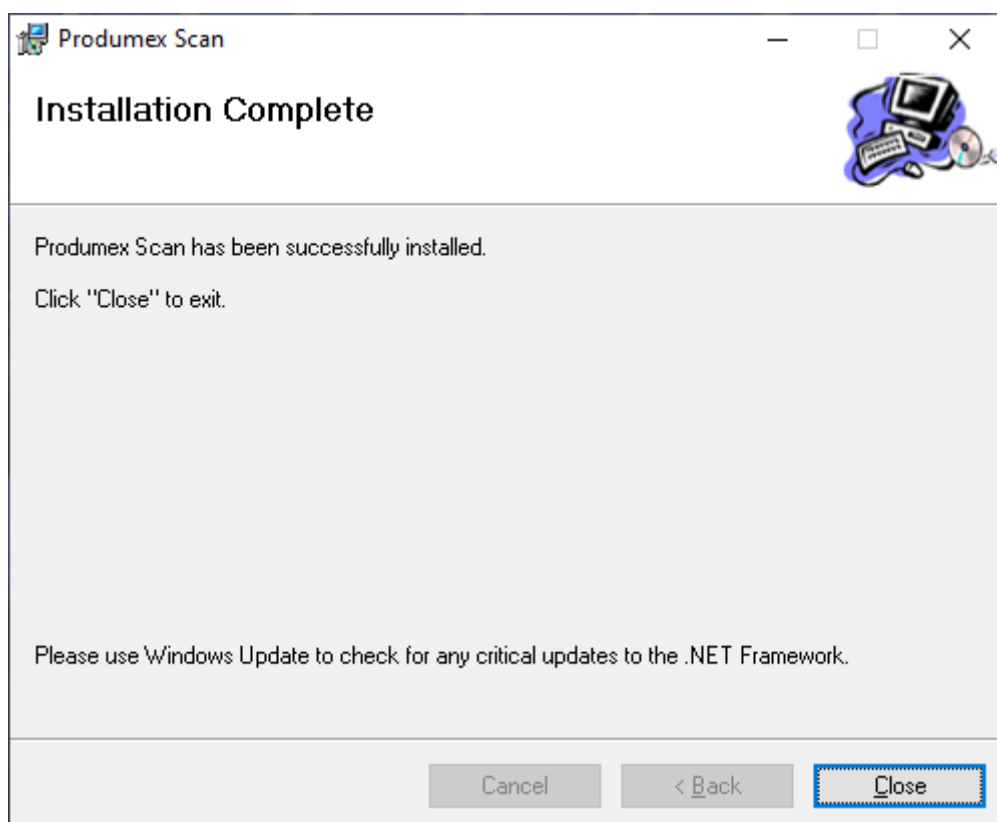 Produmex Scan
Installation Complete
Produmex Scan has been successfully installed.
Click "Close" to exit.
Please use Windows Update to check for any critical updates to the .NET Framework.
Cancel
< Back
Close